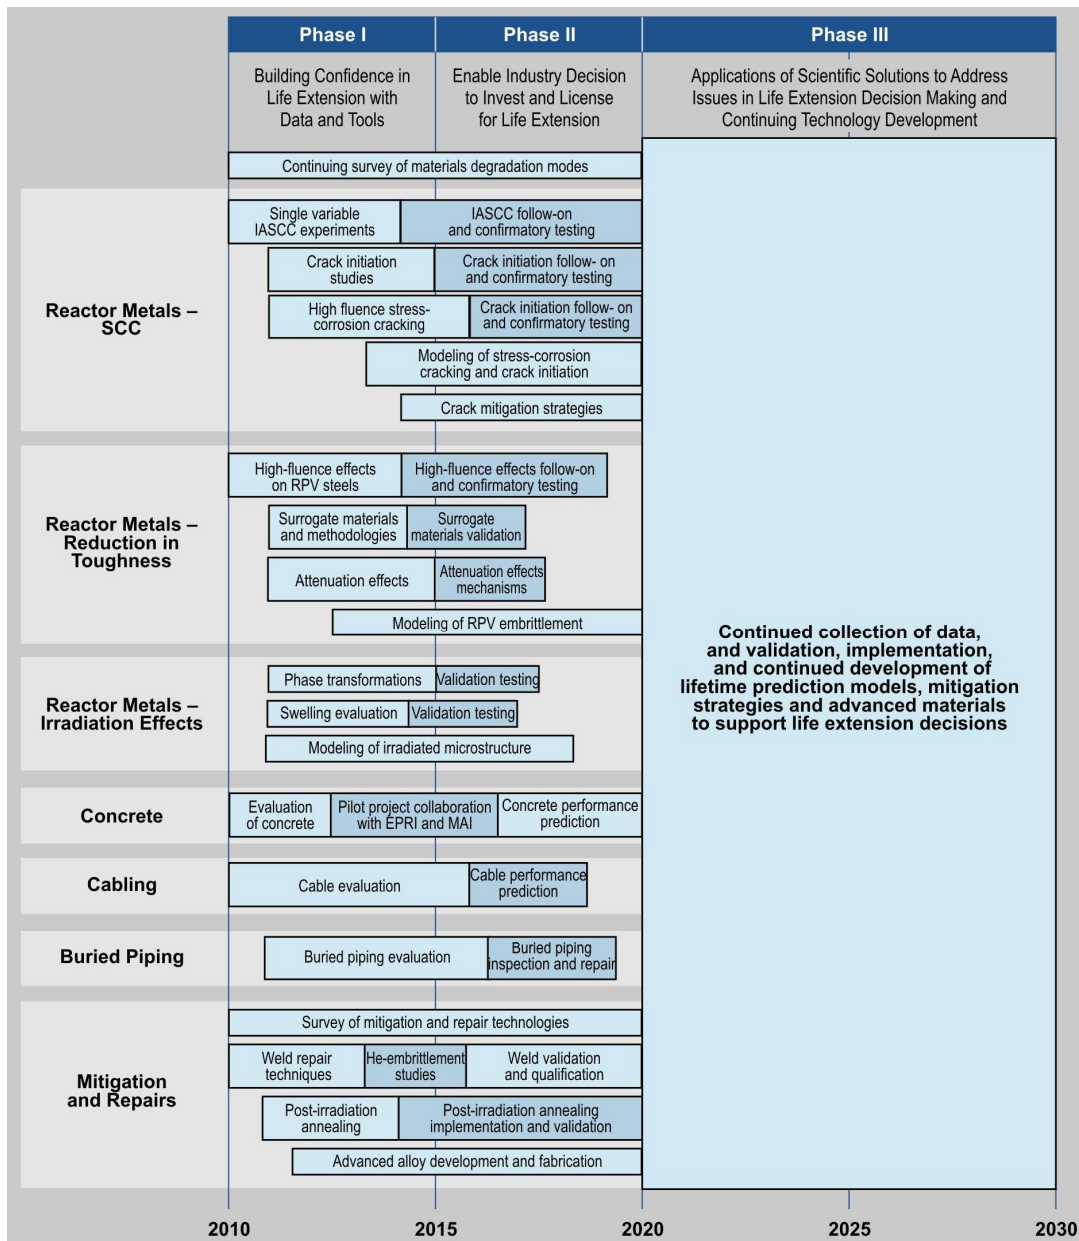 Phase I
Phase II
Phase III
Building Confidence in
Life Extension with
Data and Tools
Enable Industry Decision
to Invest and License
for Life Extension
Applications of Scientific Solutions to Address
Issues in Life Extension Decision Making and
Continuing Technology Development
Continuing survey of materials degradation modes
Reactor Metals –
SCC
Single variable
IASCC experiments
IASCC follow-on
and confirmatory testing
Crack initiation
studies
Crack initiation follow- on
and confirmatory testing
High fluence stress-
corrosion cracking
Crack initiation follow- on
and confirmatory testing
Modeling of stress-corrosion
cracking and crack initiation
Crack mitigation strategies
Reactor Metals –
Reduction in
Toughness
High-fluence effects
on RPV steels
High-fluence effects follow-on
and confirmatory testing
Surrogate materials
and methodologies
Surrogate
materials validation
Attenuation effects
Attenuation effects
mechanisms
Modeling of RPV embrittlement
Reactor Metals –
Irradiation Effects
Phase transformations
Validation testing
Swelling evaluation
Validation testing
Modeling of irradiated microstructure
Concrete
Evaluation
of concrete
Pilot project collaboration
with EPRI and MAI
Concrete performance
prediction
Cabling
Cable evaluation
Cable performance
prediction
Buried Piping
Buried piping evaluation
Buried piping
inspection and repair
Mitigation
and Repairs
Survey of mitigation and repair technologies
Weld repair
techniques
He-embrittlement
studies
Weld validation
and qualification
Post-irradiation
annealing
Post-irradiation annealing
implementation and validation
Advanced alloy development and fabrication
Continued collection of data,
and validation, implementation,
and continued development of
lifetime prediction models, mitigation
strategies and advanced materials
to support life extension decisions
2010
2015
2020
2025
2030